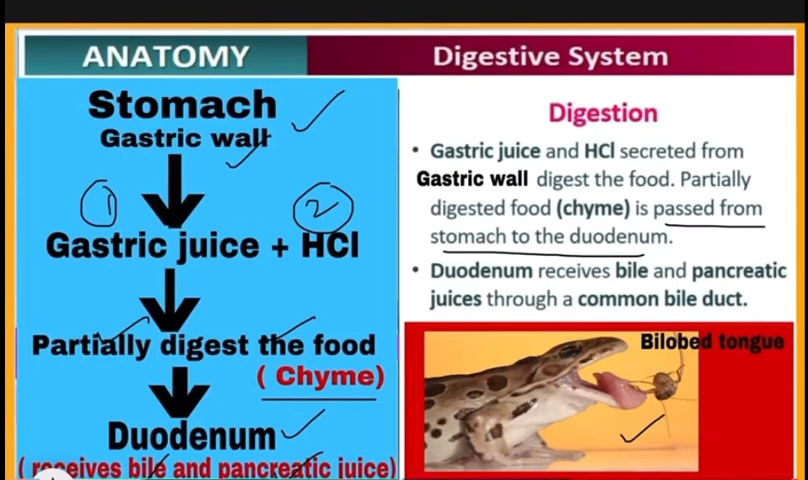 ANATOMY
Digestive System
Stomach
Gastric wall
1
2
Gastric juice + HCl
Partially digest the food
( Chyme)
Duodenum
( receives bile and pancreatic juice)
Digestion
• Gastric juice and HCl secreted from
Gastric wall digest the food. Partially
digested food (chyme) is passed from
stomach to the duodenum.
• Duodenum receives bile and pancreatic
juices through a common bile duct.
Bilobed tongue